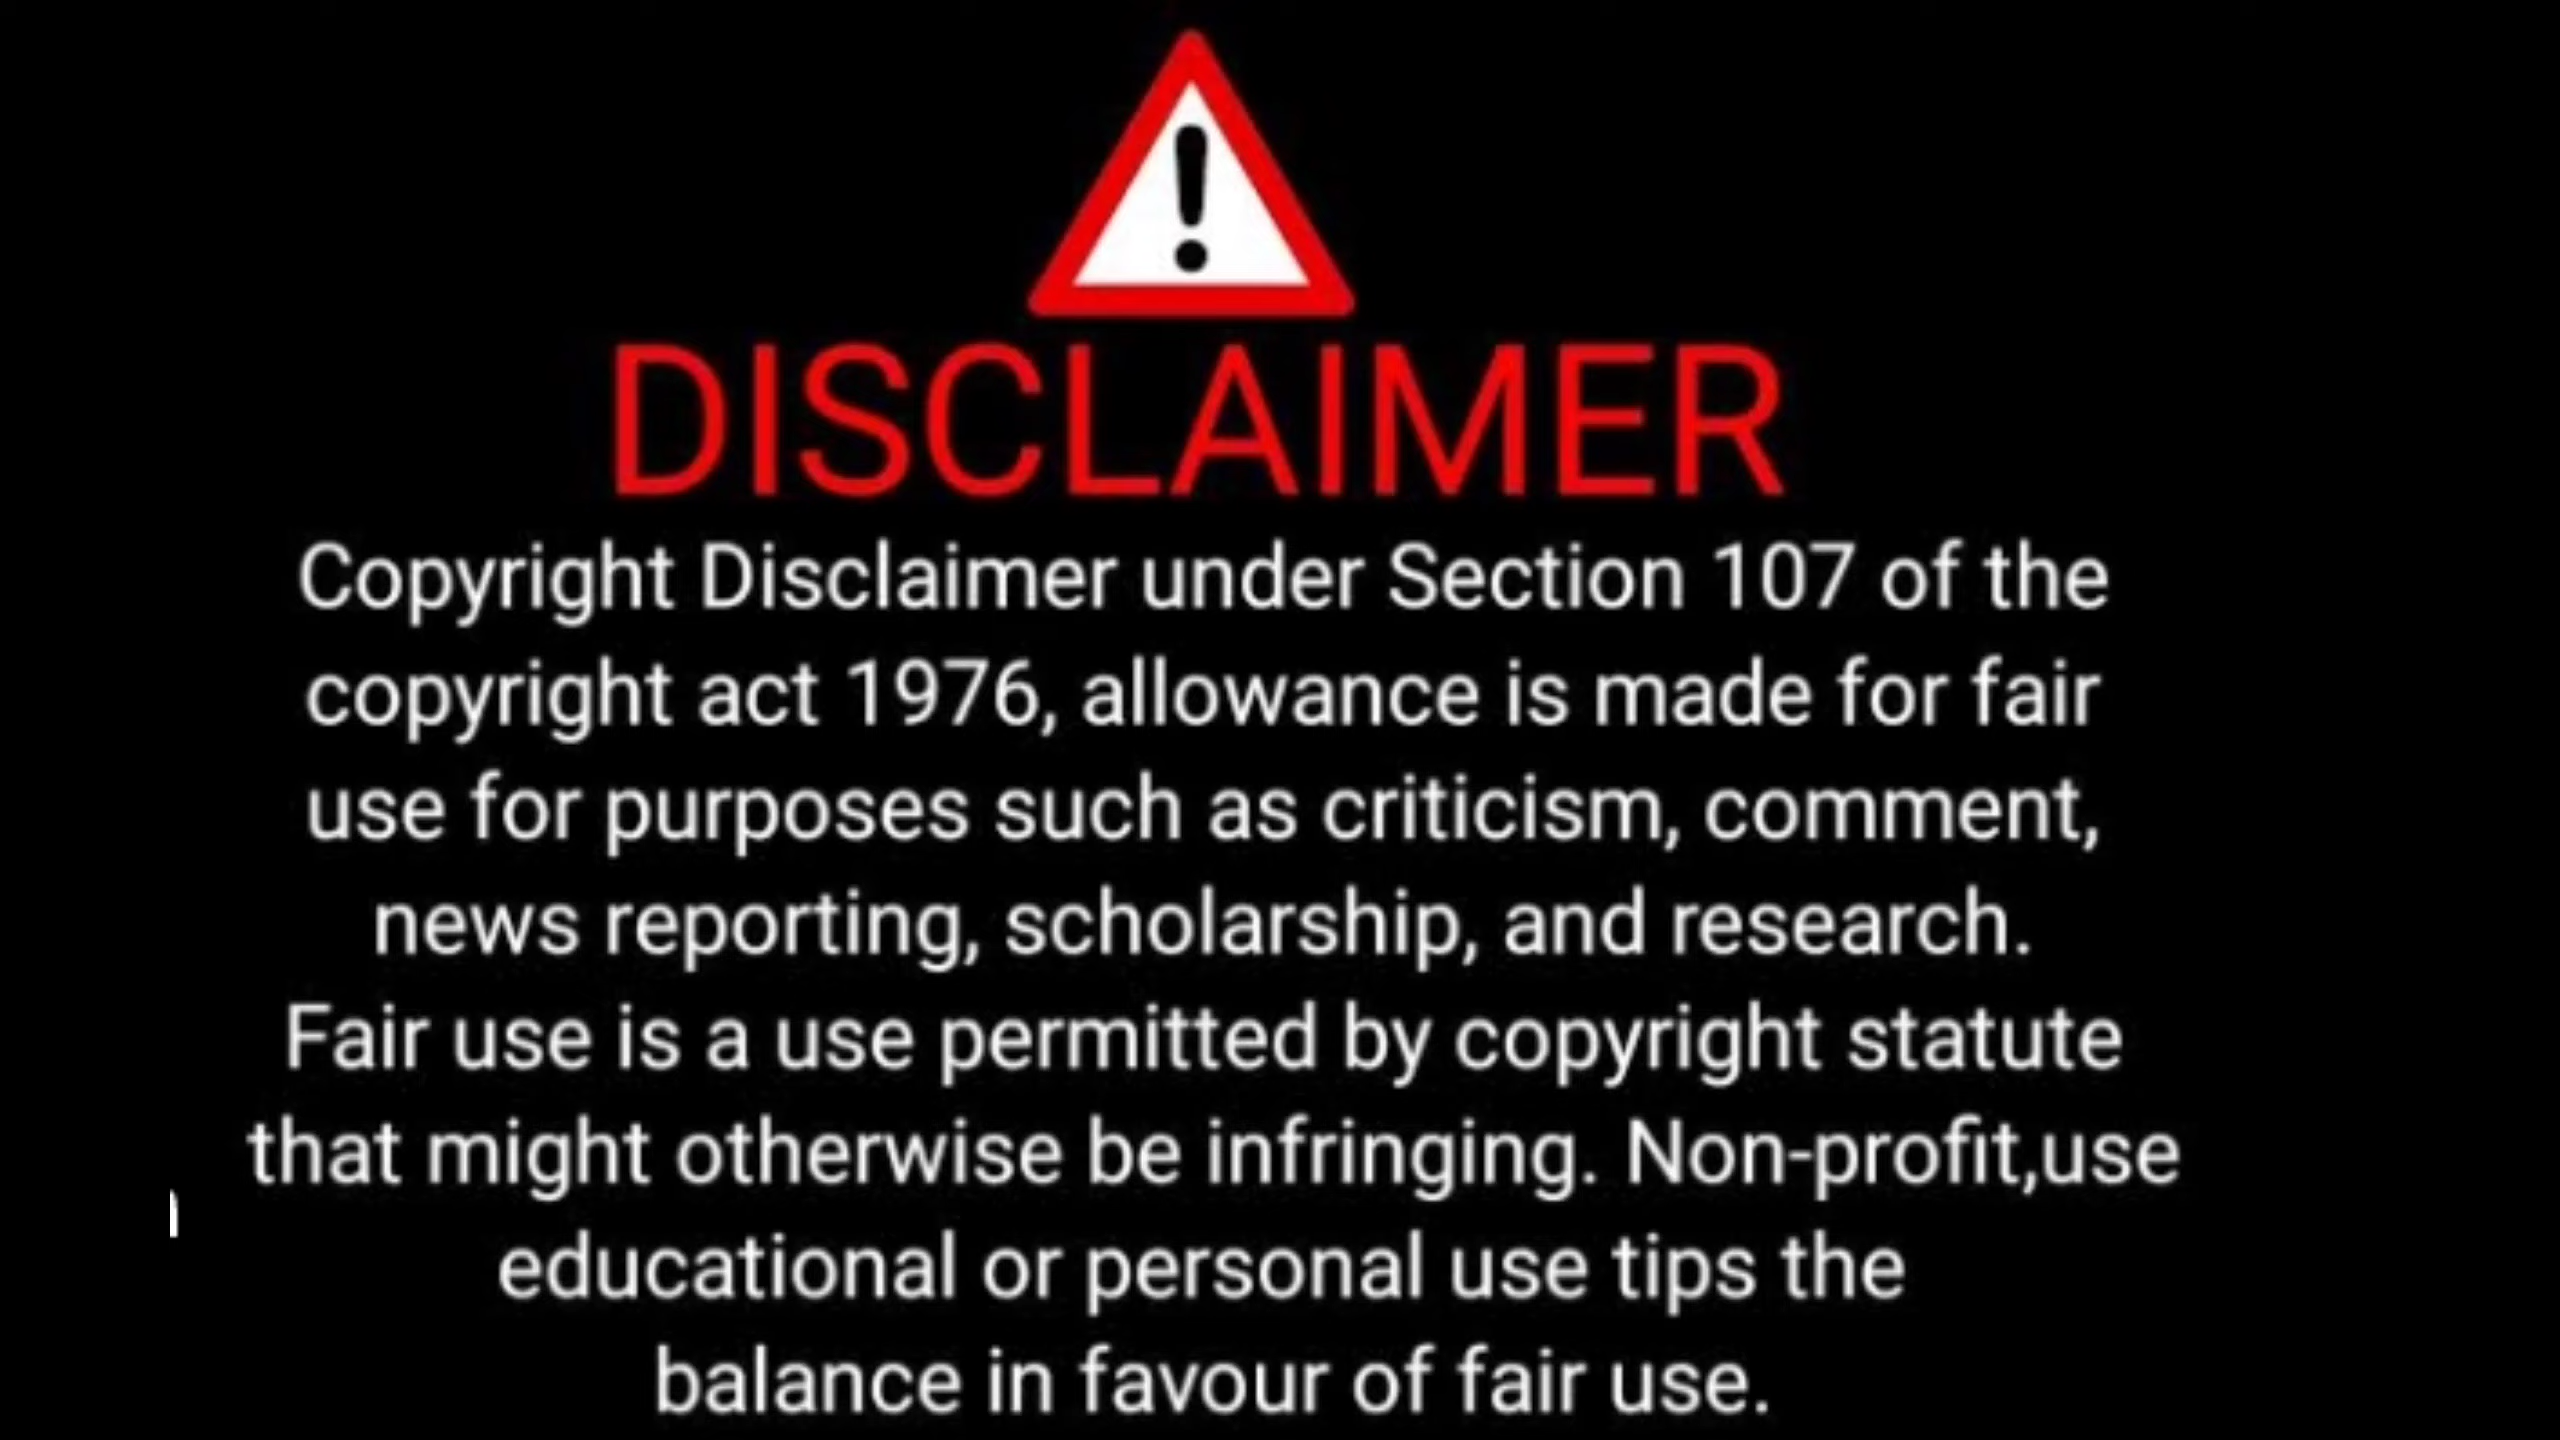 DISCLAIMER
Copyright Disclaimer under Section 107 of the
copyright act 1976, allowance is made for fair
use for purposes such as criticism, comment,
news reporting, scholarship, and research.
Fair use is a use permitted by copyright statute
that might otherwise be infringing. Non-profit,use
educational or personal use tips the
balance in favour of fair use.